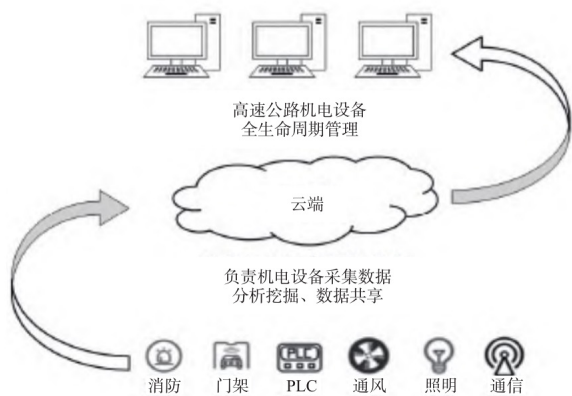 高速公路机电设备
全生命周期管理
云端
负责机电设备采集数据
分析挖掘、数据共享
PLC
消防 门架 PLC 通风 照明 通信